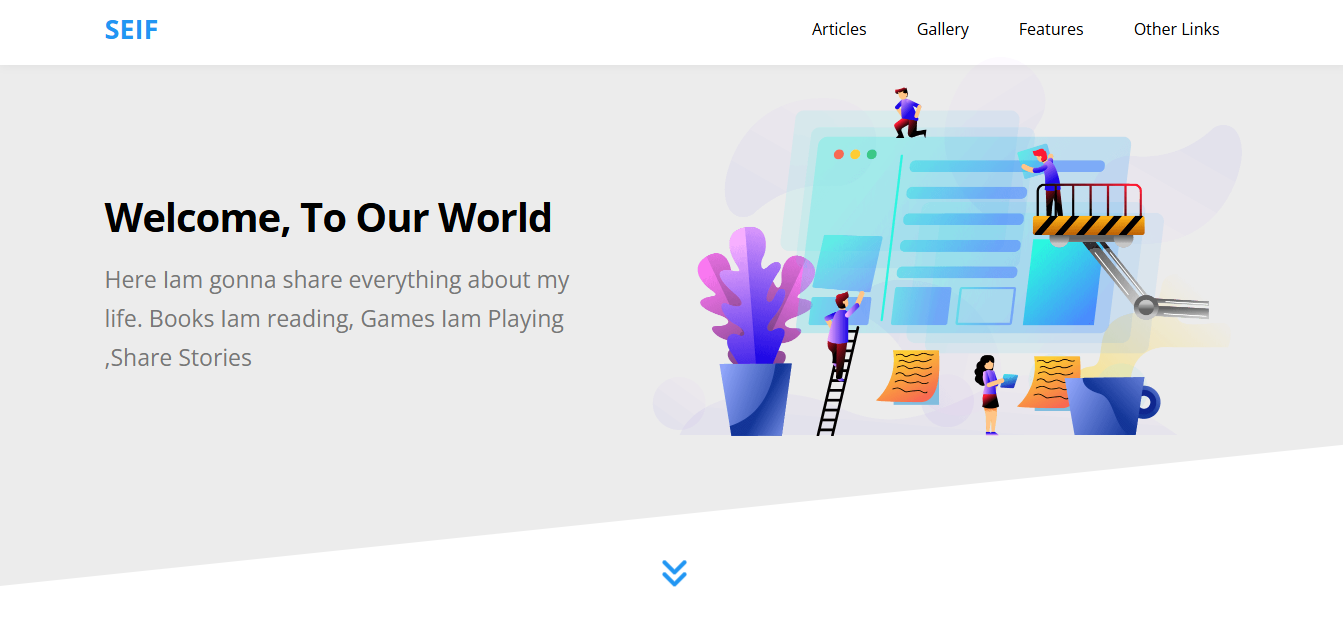 SEIF
Articles
Gallery
Features
Other Links
Welcome, To Our World
Here Iam gonna share everything about my
life. Books Iam reading, Games Iam Playing
,Share Stories